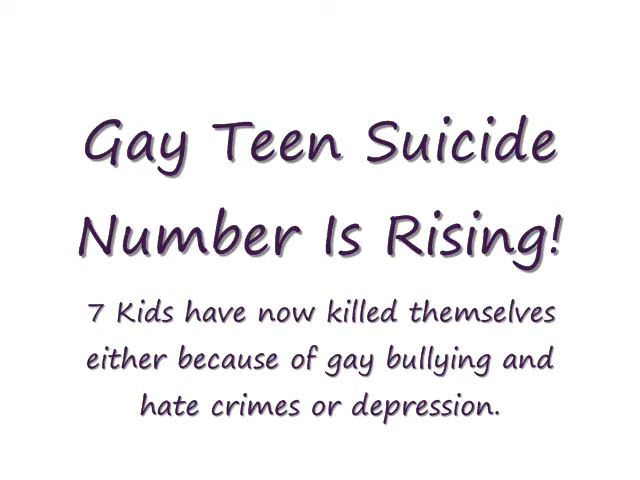 Gay Teen Suicide
Number Is Rising!
7 Kids have now killed themselves
either because of gay bullying and
hate crimes or depression.